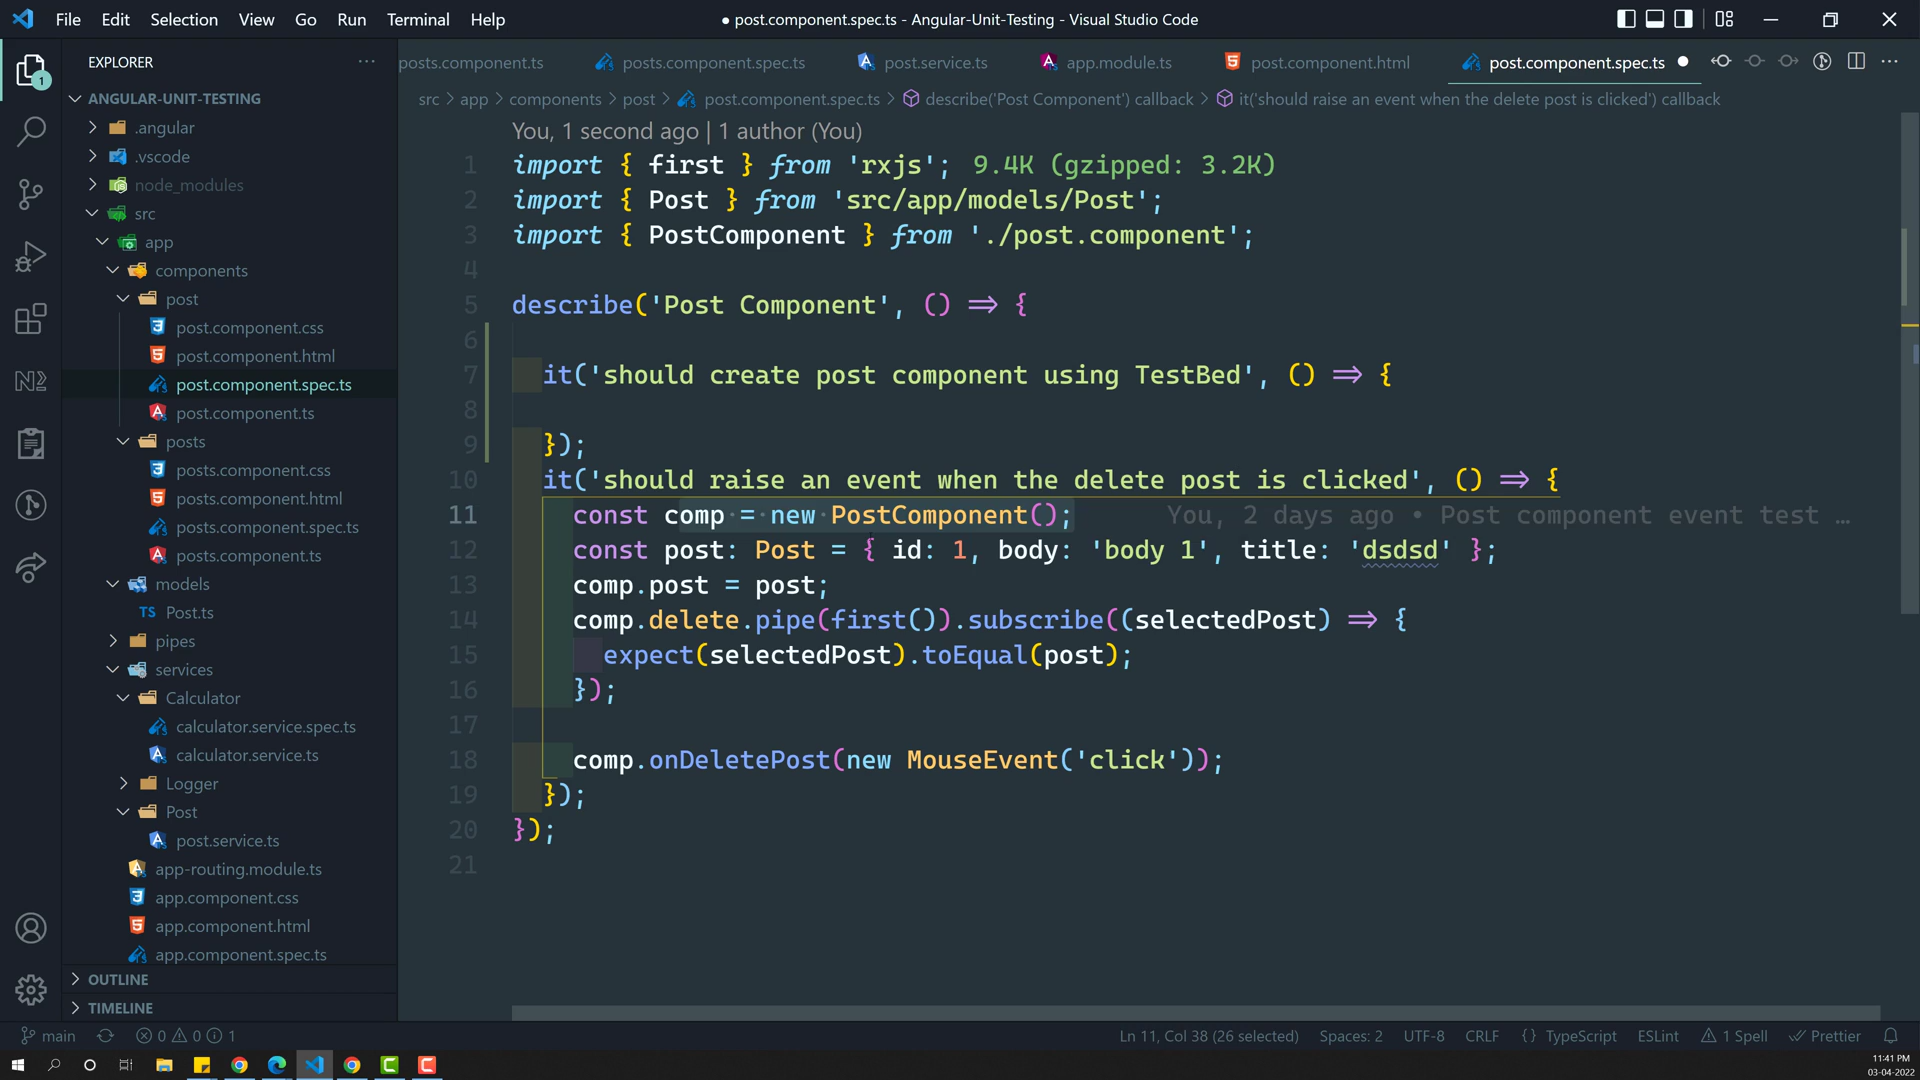 File Edit Selection View Go Run Terminal Help
● post.component.spec.ts - Angular-Unit-Testing - Visual Studio Code
EXPLORER
posts.component.ts posts.component.spec.ts post.service.ts app.module.ts post.component.html post.component.spec.ts
src > app > components > post > post.component.spec.ts > describe('Post Component') callback > it('should raise an event when the delete post is clicked') callback
1
ANGULAR-UNIT-TESTING
.angular
.vscode
node_modules
src
app
components
post
post.component.css
post.component.html
post.component.spec.ts
post.component.ts
posts
posts.component.css
posts.component.html
posts.component.spec.ts
posts.component.ts
models
TS Post.ts
pipes
services
Calculator
calculator.service.spec.ts
calculator.service.ts
Logger
Post
post.service.ts
app-routing.module.ts
app.component.css
app.component.html
app.component.spec.ts
OUTLINE
TIMELINE
You, 1 second ago | 1 author (You)
1 import { first } from 'rxjs'; 9.4K (gzipped: 3.2K)
2 import { Post } from 'src/app/models/Post';
3 import { PostComponent } from './post.component';
4
5 describe('Post Component', () => {
6
7 it('should create post component using TestBed', () => {
8
9 });
10 it('should raise an event when the delete post is clicked', () => {
11 const comp = new PostComponent(); You, 2 days ago • Post component event test …
12 const post: Post = { id: 1, body: 'body 1', title: 'dsdsd' };
13 comp.post = post;
14 comp.delete.pipe(first()).subscribe((selectedPost) => {
15 expect(selectedPost).toEqual(post);
16 });
17
18 comp.onDeletePost(new MouseEvent('click'));
19 });
20 });
21
main 0 0 1
Ln 11, Col 38 (26 selected) Spaces: 2 UTF-8 CRLF {} TypeScript ESLint 1 Spell Prettier
11:41 PM
03-04-2022